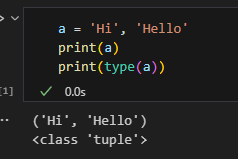 a = 'Hi', 'Hello'
print(a)
print(type(a))
[1]
0.0s
('Hi', 'Hello')
<class 'tuple'>